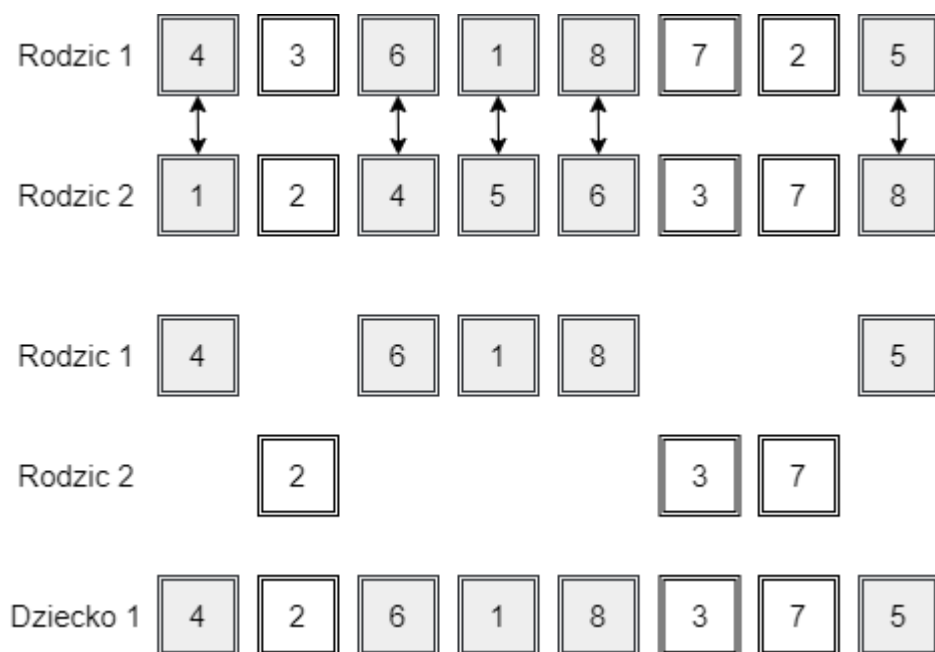 Rodzic 1 4 3 6 1 8 7 2 5
Rodzic 2 1 2 4 5 6 3 7 8
Rodzic 1 4 6 1 8 5
Rodzic 2 2 3 7
Dziecko 1 4 2 6 1 8 3 7 5